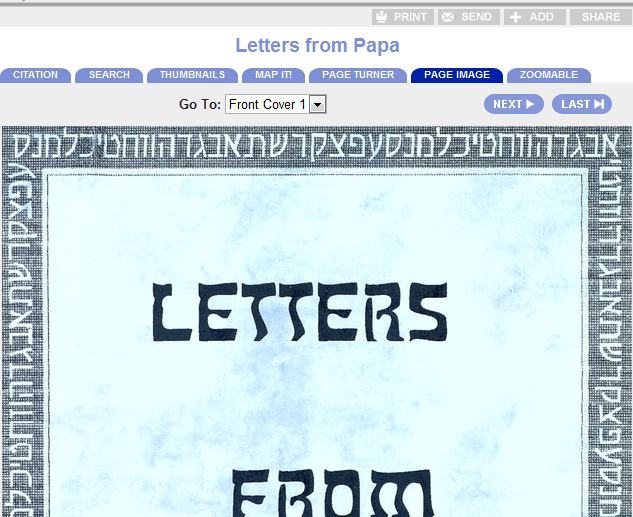 PRINT SEND ADD SHARE
Letters from Papa
CITATION SEARCH THUMBNAILS MAP IT! PAGE TURNER PAGE IMAGE ZOOMABLE
Go To: Front Cover 1 NEXT LAST
אבגדהוזחטיכלמנסעפצקרשתאבגדהוזחטיכלמנס
עפצקרשתאבגדהוזחטיכל
LETTERS
FROM